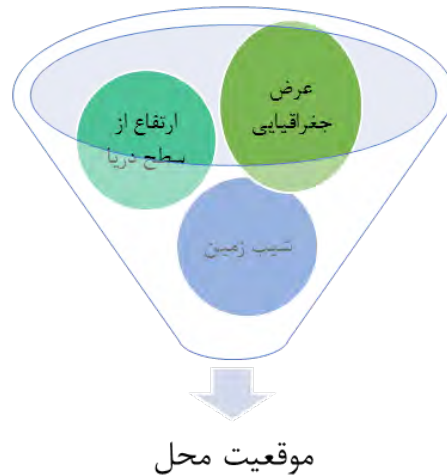 عرض
جغرافیایی
ارتفاع از
سطح دریا
شیب زمین
موقعیت محل